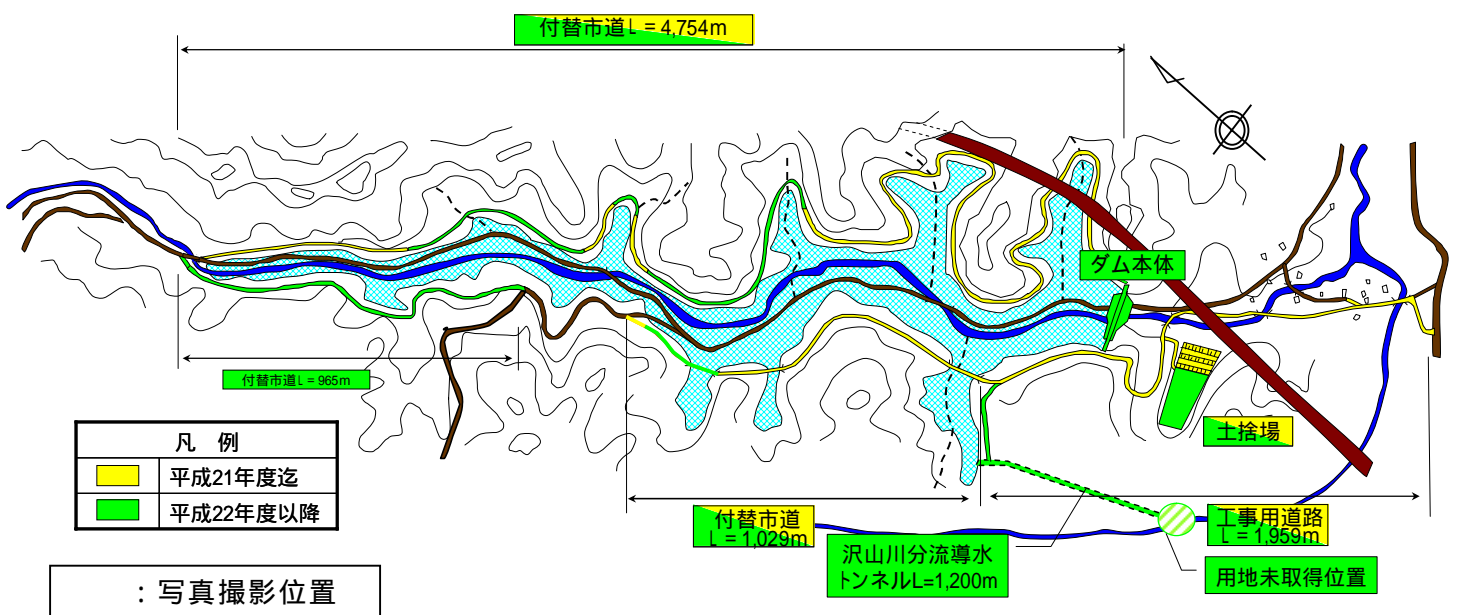 付替市道L = 4,754m
ダム本体
付替市道L = 965m
土捨場
凡 例
平成21年度迄
平成22年度以降
付替市道
L = 1,029m
工事用道路
L = 1,959m
沢山川分流導水
トンネルL=1,200m
用地未取得位置
：写真撮影位置